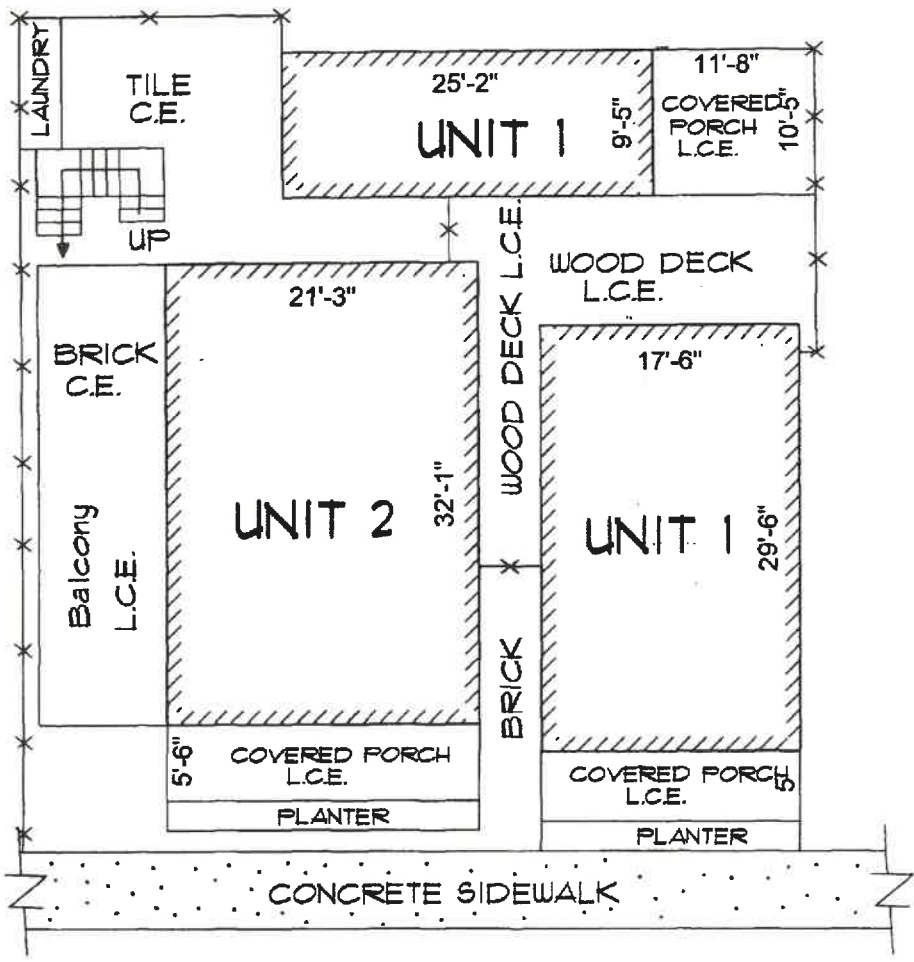 LAUNDRY
TILE
C.E.
25'-2"
UNIT 1
9'-5"
11'-8"
COVERED
PORCH
L.C.E.
10'-5"
UP
WOOD DECK L.C.E.
WOOD DECK
L.C.E.
21'-3"
UNIT 2
32'-1"
BRICK
C.E.
Balcony
L.C.E.
17'-6"
UNIT 1
29'-6"
BRICK
5'-6"
COVERED PORCH
L.C.E.
PLANTER
COVERED PORCH
L.C.E.
5'
PLANTER
CONCRETE SIDEWALK